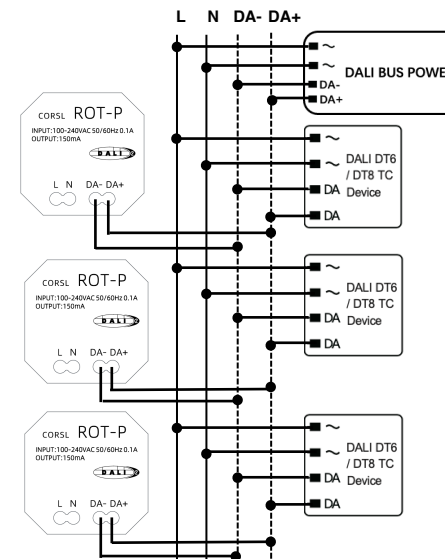 L N DA- DA+
~
~
DALI BUS POWE
DA-
DA+
CORSL ROT-P
INPUT:100-240VAC 50/60Hz 0.1A
OUTPUT:150mA
DALI
L N DA- DA+
~
~ DALI DT6
/ DT8 TC
DA Device
DA
CORSL ROT-P
INPUT:100-240VAC 50/60Hz 0.1A
OUTPUT:150mA
DALI
L N DA- DA+
~
~ DALI DT6
/ DT8 TC
DA Device
DA
CORSL ROT-P
INPUT:100-240VAC 50/60Hz 0.1A
OUTPUT:150mA
DALI
L N DA- DA+
~
~ DALI DT6
/ DT8 TC
DA Device
DA